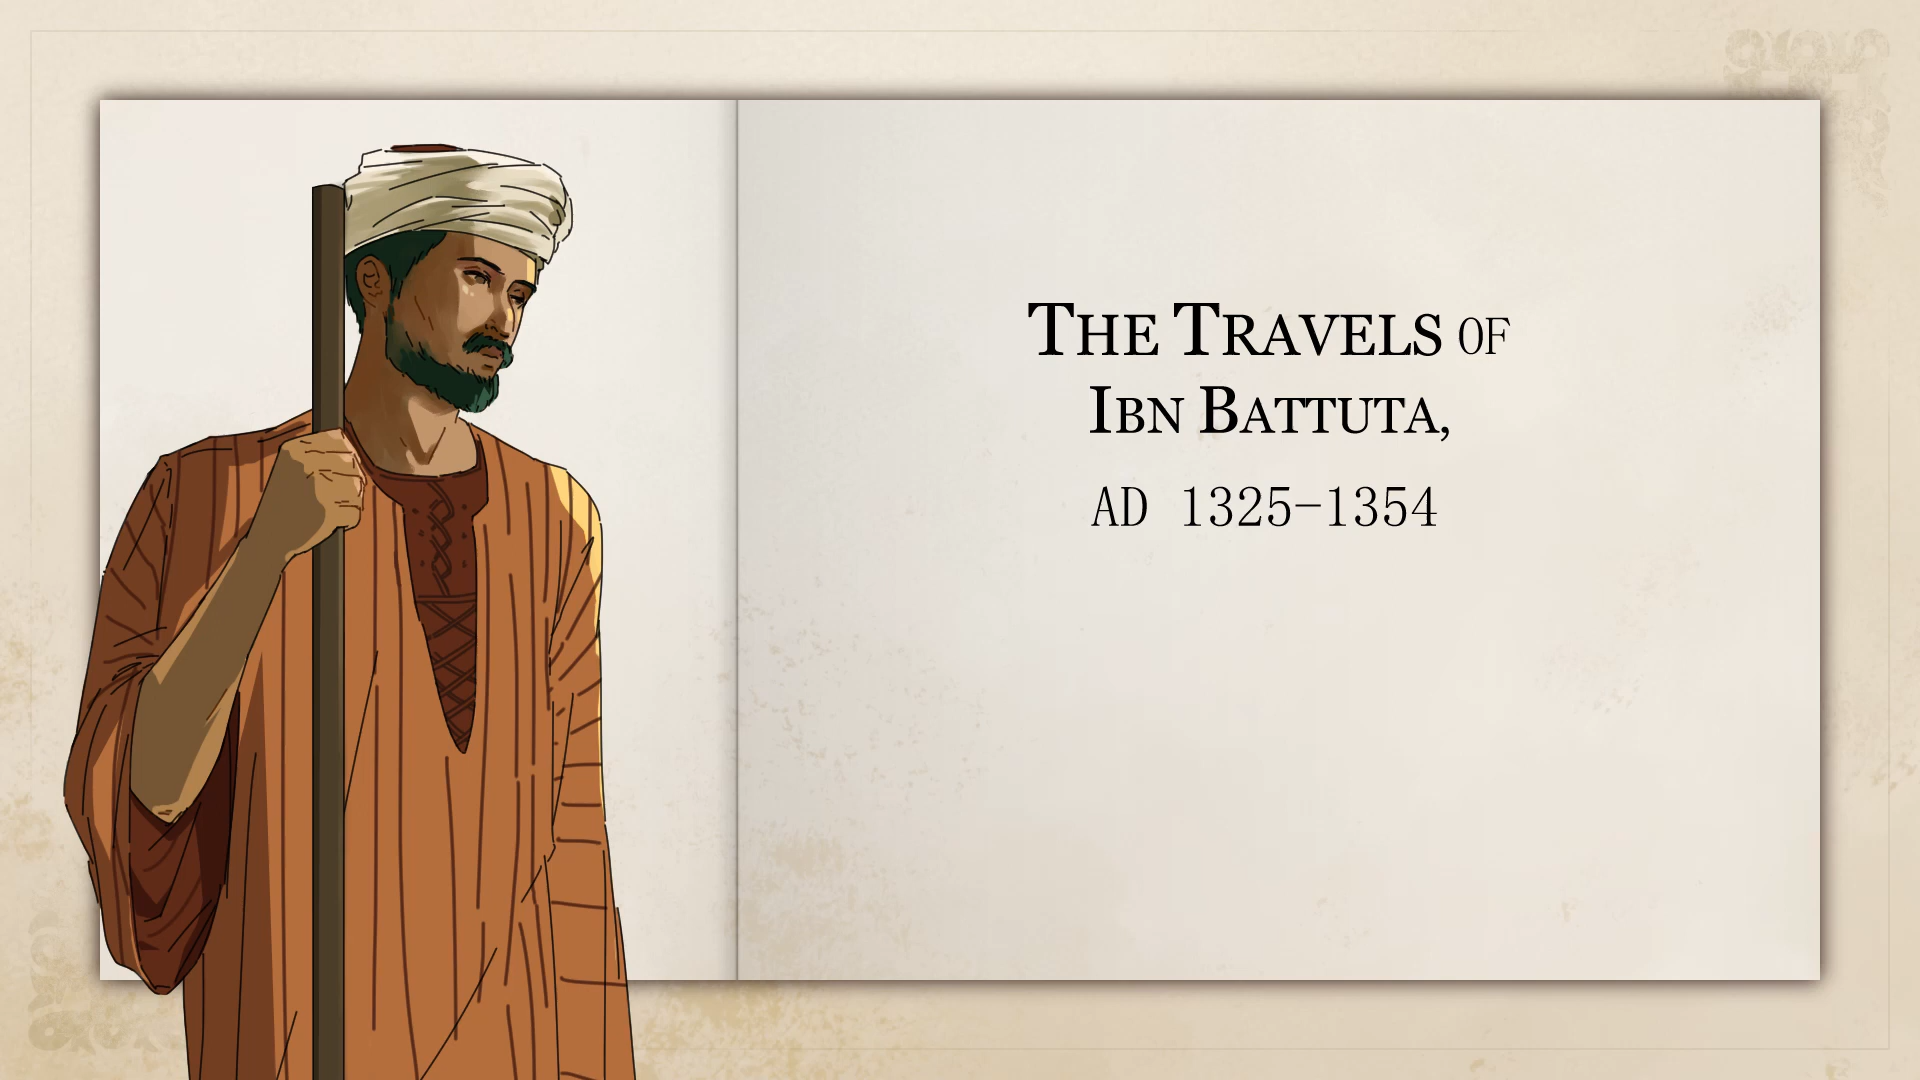 THE TRAVELS OF
IBN BATTUTA,
AD 1325-1354